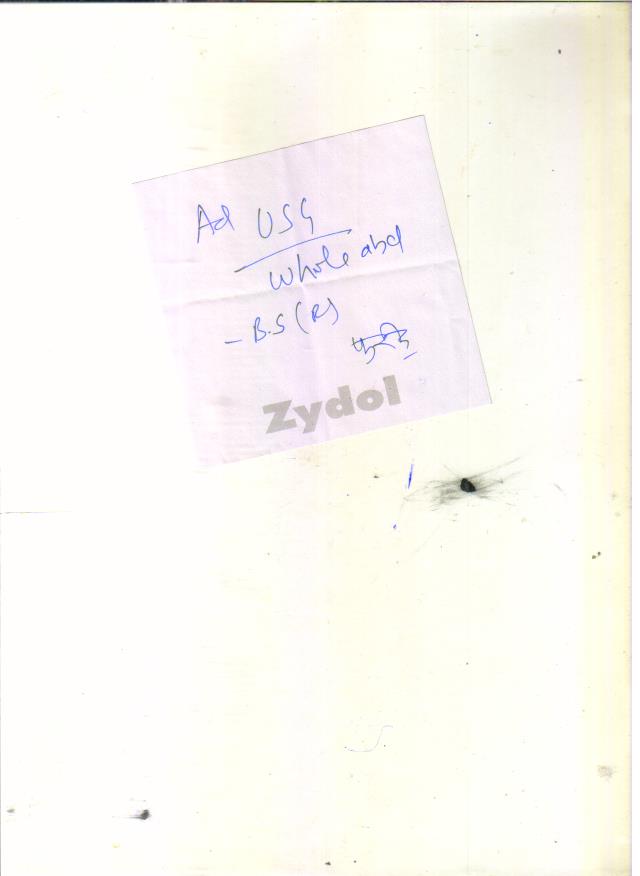 Ad USG
whole abd
- B.S (R)
Zydol